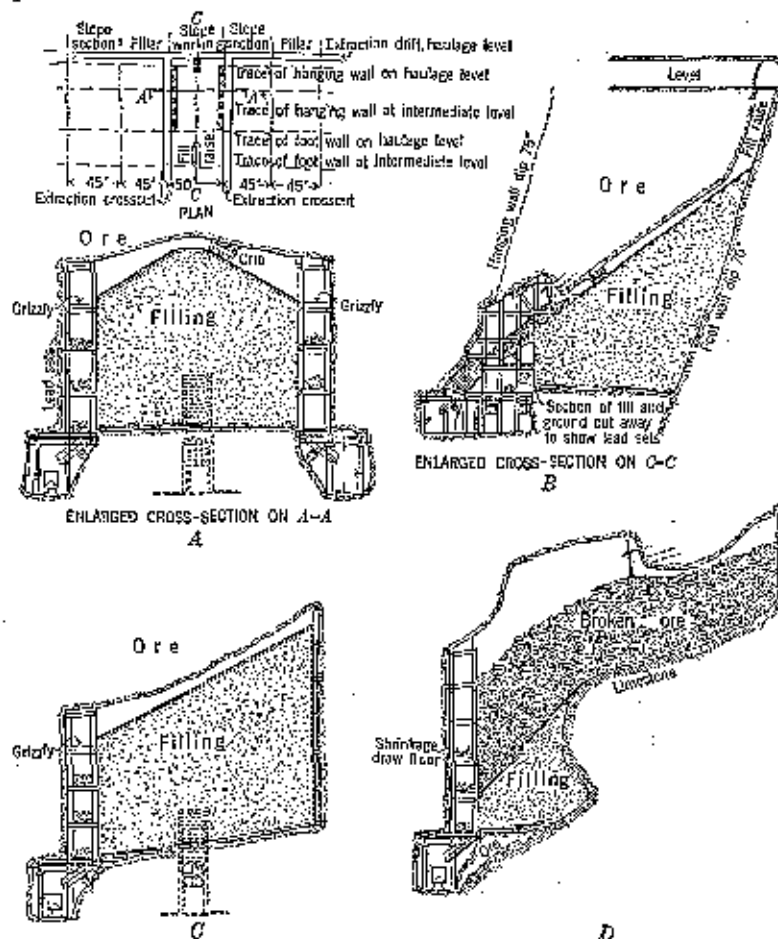 C
Stope Stope Stope
section Pillar working section Pillar Extraction drift, haulage level
Trace of hanging wall on haulage level
A A
Trace of hanging wall at intermediate level
Trace of foot wall on haulage level
Fill raise
Trace of foot wall at intermediate level
45' 45' 50' 45' 45'
C
Extraction crosscut Extraction crosscut
PLAN
Ore
Crib
Grizzly Grizzly
Filling
Lead sets
ENLARGED CROSS-SECTION ON A-A
A
Level
Fill raise
Hanging wall dip 75°
Ore
Filling
Foot wall dip 70°
Section of fill and
ground cut away
to show lead sets
ENLARGED CROSS-SECTION ON C-C
B
Ore
Grizzly
Filling
C
Broken ore
Limestone
Shrinkage
draw floor
Filling
Ore
D